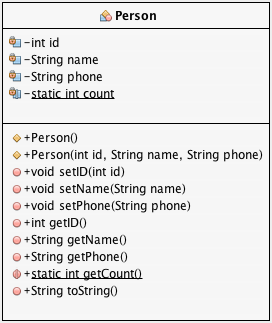 Person
-int id
-String name
-String phone
-static int count
+Person()
+Person(int id, String name, String phone)
+void setID(int id)
+void setName(String name)
+void setPhone(String phone)
+int getID()
+String getName()
+String getPhone()
+static int getCount()
+String toString()